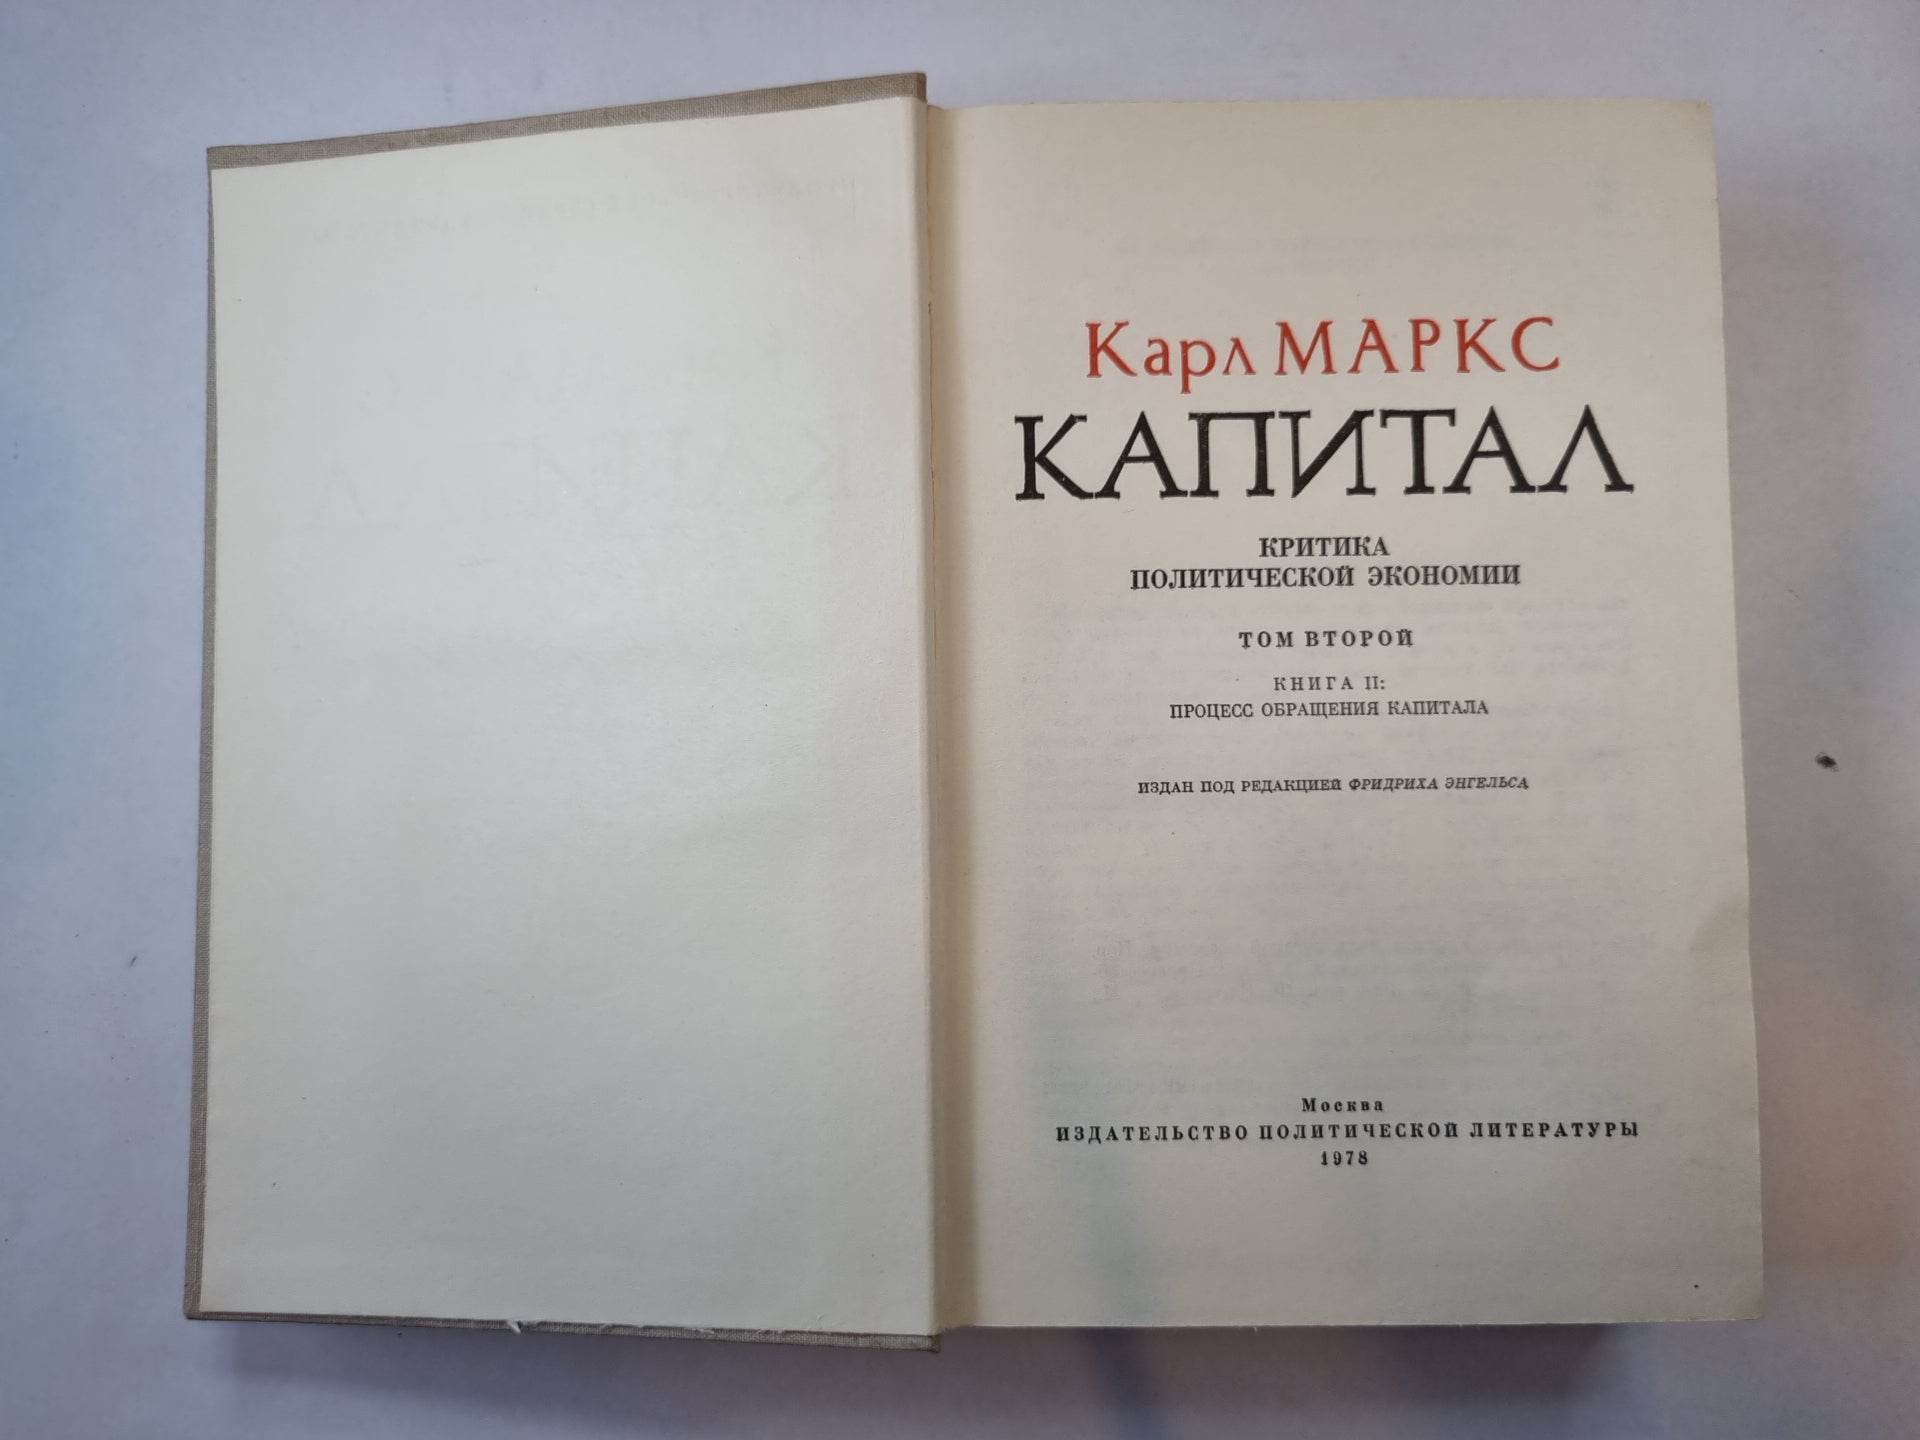 Карл МАРКС
КАПИТАЛ
КРИТИКА
ПОЛИТИЧЕСКОЙ ЭКОНОМИИ
ТОМ ВТОРОЙ
КНИГА II:
ПРОЦЕСС ОБРАЩЕНИЯ КАПИТАЛА
ИЗДАН ПОД РЕДАКЦИЕЙ ФРИДРИХА ЭНГЕЛЬСА
Москва
ИЗДАТЕЛЬСТВО ПОЛИТИЧЕСКОЙ ЛИТЕРАТУРЫ
1978